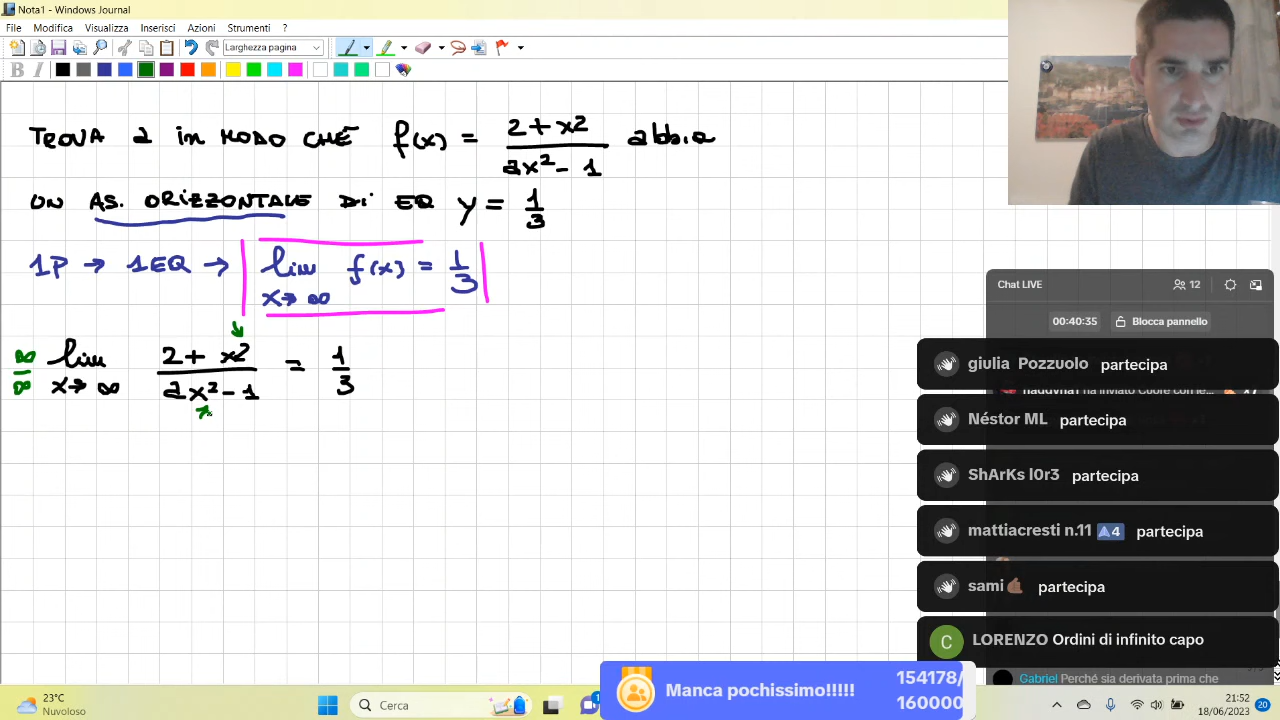 Nota1 - Windows Journal
File Modifica Visualizza Inserisci Azioni Strumenti ?
Larghezza pagina
TROVA a in MODO CHE f(x) = 2 + x2 / ax² - 1 abbia
UN AS. ORIZZONTALE Di EQ y = 1/3
1P → 1EQ → lim x→∞ f(x) = 1/3
∞/∞ lim x→∞ 2 + x2 / ax² - 1 = 1/3
Chat LIVE
12
00:40:35 Blocca pannello
giulia Pozzuolo partecipa
Néstor ML partecipa
ShArKs l0r3 partecipa
mattiacresti n.11 4 partecipa
sami partecipa
C LORENZO Ordini di infinito capo
Gabriel Perché sia derivata prima che
Manca pochissimo!!!!! 154178/
160000
23°C
Nuvoloso
Cerca
1
21:52
18/06/2023
20